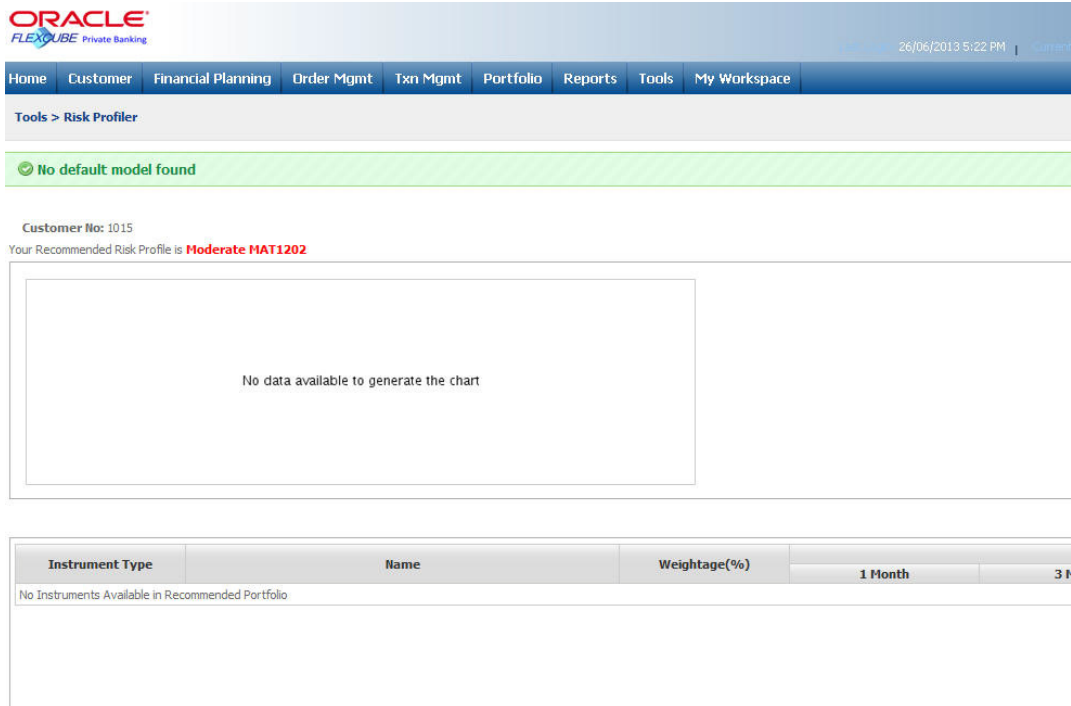 ORACLE®
FLEXCUBE Private Banking
26/06/2013 5:22 PM | Current
Home Customer Financial Planning Order Mgmt Txn Mgmt Portfolio Reports Tools My Workspace
Tools > Risk Profiler
No default model found
Customer No: 1015
Your Recommended Risk Profile is Moderate MAT1202
No data available to generate the chart
Instrument Type Name Weightage(%)
1 Month 3 M
No Instruments Available in Recommended Portfolio